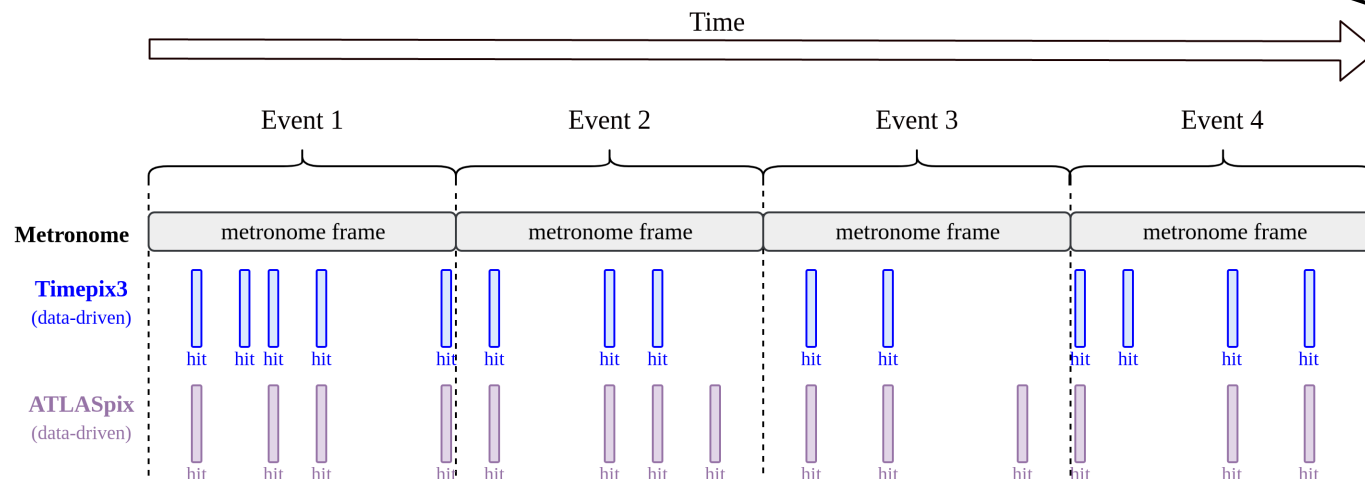 Time
Event 1 Event 2 Event 3 Event 4
Metronome metronome frame metronome frame metronome frame metronome frame
Timepix3
(data-driven)
hit hit hit hit hit hit hit hit hit hit hit hit hit hit
ATLASpix
(data-driven)
hit hit hit hit hit hit hit hit hit hit hit hit hit hit